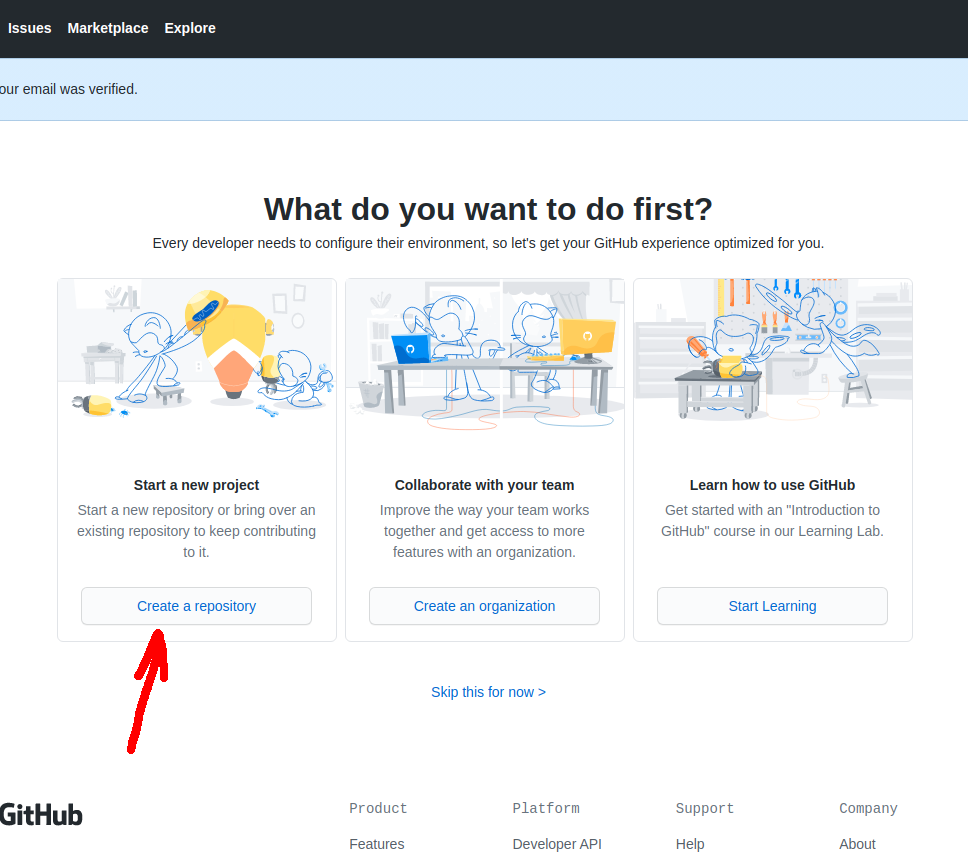 Issues Marketplace Explore
our email was verified.
What do you want to do first?
Every developer needs to configure their environment, so let's get your GitHub experience optimized for you.
Start a new project
Start a new repository or bring over an
existing repository to keep contributing
to it.
Create a repository
Collaborate with your team
Improve the way your team works
together and get access to more
features with an organization.
Create an organization
Learn how to use GitHub
Get started with an "Introduction to
GitHub" course in our Learning Lab.
Start Learning
Skip this for now >
GitHub
Product
Features
Platform
Developer API
Support
Help
Company
About